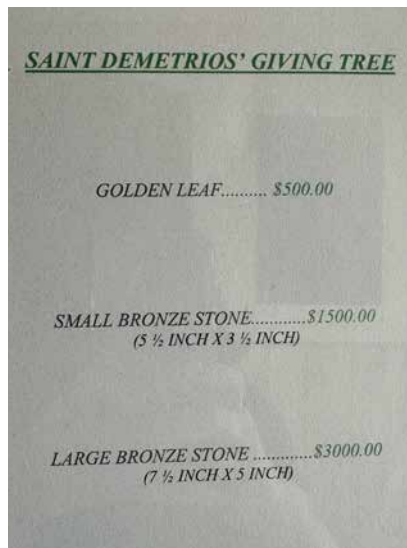 SAINT DEMETRIOS' GIVING TREE
GOLDEN LEAF.......... $500.00
SMALL BRONZE STONE............$1500.00
(5 ½ INCH X 3 ½ INCH)
LARGE BRONZE STONE .............$3000.00
(7 ½ INCH X 5 INCH)